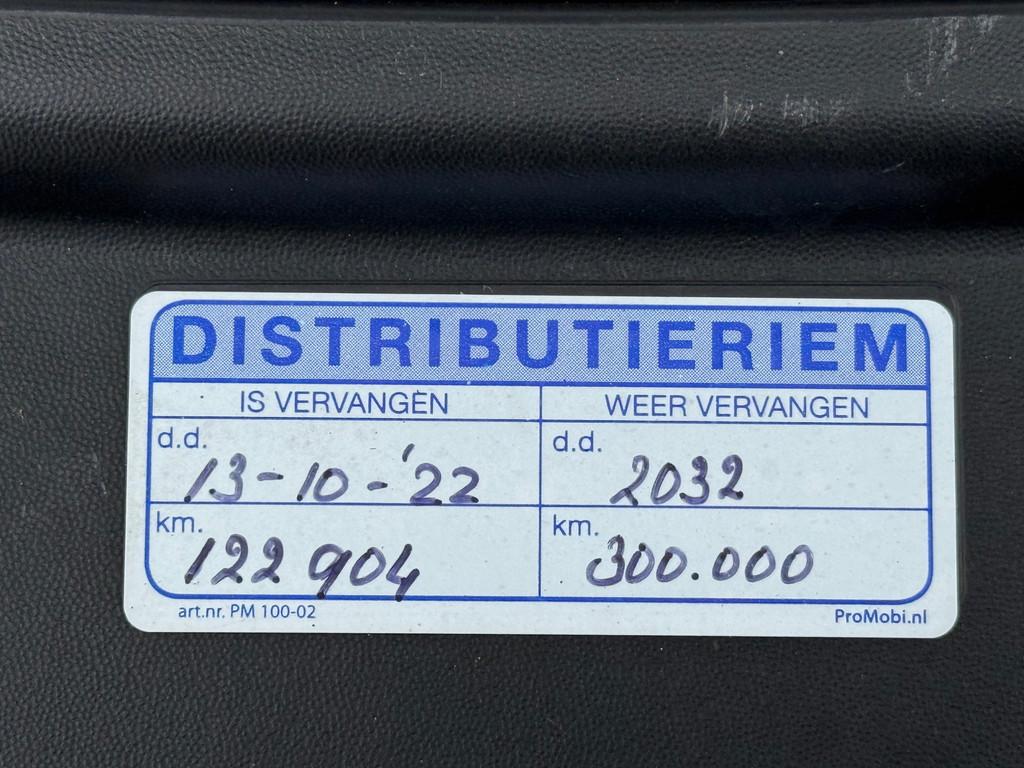 DISTRIBUTIERIEM
IS VERVANGEN WEER VERVANGEN
d.d. d.d.
13-10-'22 2032
km. km.
122 904 300.000
art.nr. PM 100-02 ProMobi.nl